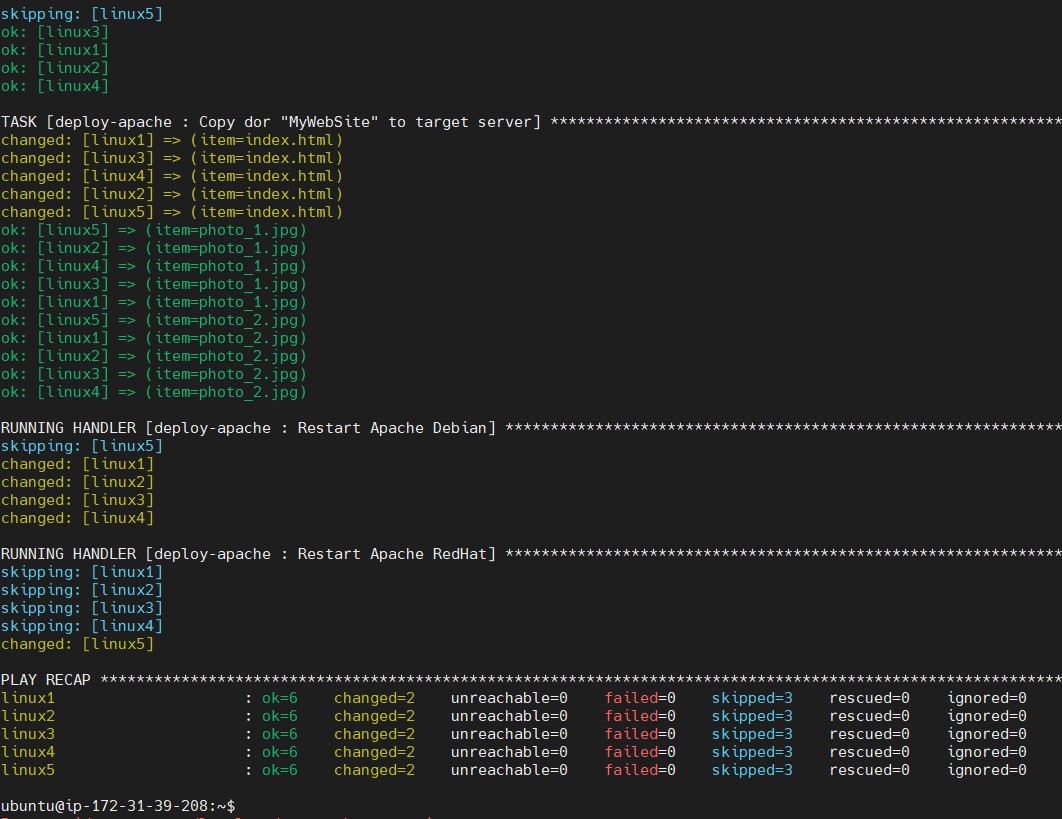 skipping: [linux5]
ok: [linux3]
ok: [linux1]
ok: [linux2]
ok: [linux4]
TASK [deploy-apache : Copy dor "MyWebSite" to target server] *********************************************************
changed: [linux1] => (item=index.html)
changed: [linux3] => (item=index.html)
changed: [linux4] => (item=index.html)
changed: [linux2] => (item=index.html)
changed: [linux5] => (item=index.html)
ok: [linux5] => (item=photo_1.jpg)
ok: [linux2] => (item=photo_1.jpg)
ok: [linux4] => (item=photo_1.jpg)
ok: [linux3] => (item=photo_1.jpg)
ok: [linux1] => (item=photo_1.jpg)
ok: [linux5] => (item=photo_2.jpg)
ok: [linux1] => (item=photo_2.jpg)
ok: [linux2] => (item=photo_2.jpg)
ok: [linux3] => (item=photo_2.jpg)
ok: [linux4] => (item=photo_2.jpg)
RUNNING HANDLER [deploy-apache : Restart Apache Debian] **************************************************************
skipping: [linux5]
changed: [linux1]
changed: [linux2]
changed: [linux3]
changed: [linux4]
RUNNING HANDLER [deploy-apache : Restart Apache RedHat] **************************************************************
skipping: [linux1]
skipping: [linux2]
skipping: [linux3]
skipping: [linux4]
changed: [linux5]
PLAY RECAP ***********************************************************************************************************
linux1 : ok=6 changed=2 unreachable=0 failed=0 skipped=3 rescued=0 ignored=0
linux2 : ok=6 changed=2 unreachable=0 failed=0 skipped=3 rescued=0 ignored=0
linux3 : ok=6 changed=2 unreachable=0 failed=0 skipped=3 rescued=0 ignored=0
linux4 : ok=6 changed=2 unreachable=0 failed=0 skipped=3 rescued=0 ignored=0
linux5 : ok=6 changed=2 unreachable=0 failed=0 skipped=3 rescued=0 ignored=0
ubuntu@ip-172-31-39-208:~$